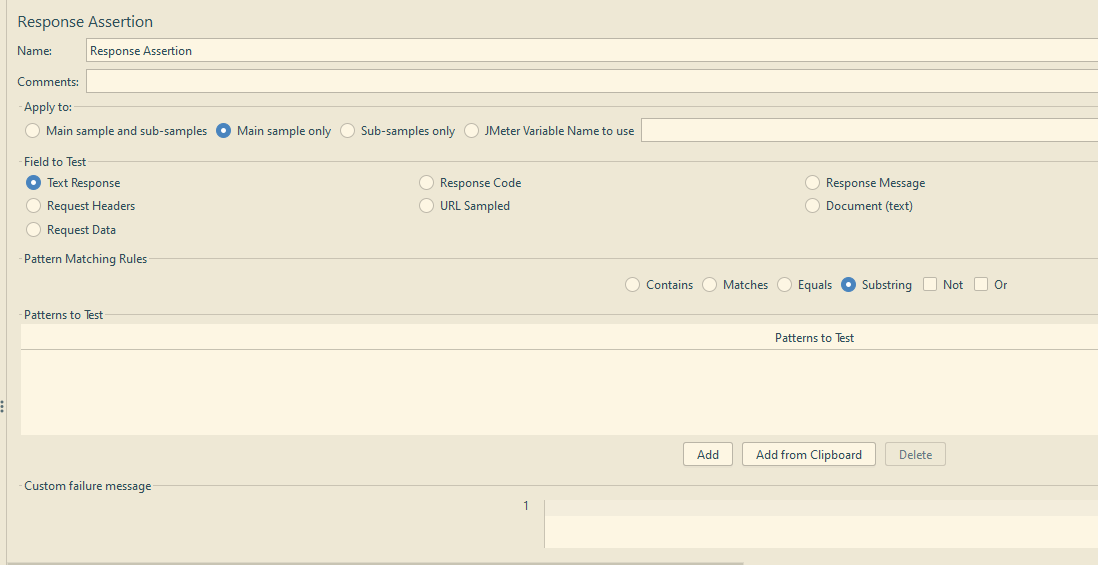 Response Assertion
Name: Response Assertion
Comments:
Apply to:
Main sample and sub-samples Main sample only Sub-samples only JMeter Variable Name to use
Field to Test
Text Response Response Code Response Message
Request Headers URL Sampled Document (text)
Request Data
Pattern Matching Rules
Contains Matches Equals Substring Not Or
Patterns to Test
Patterns to Test
Add Add from Clipboard Delete
Custom failure message
1